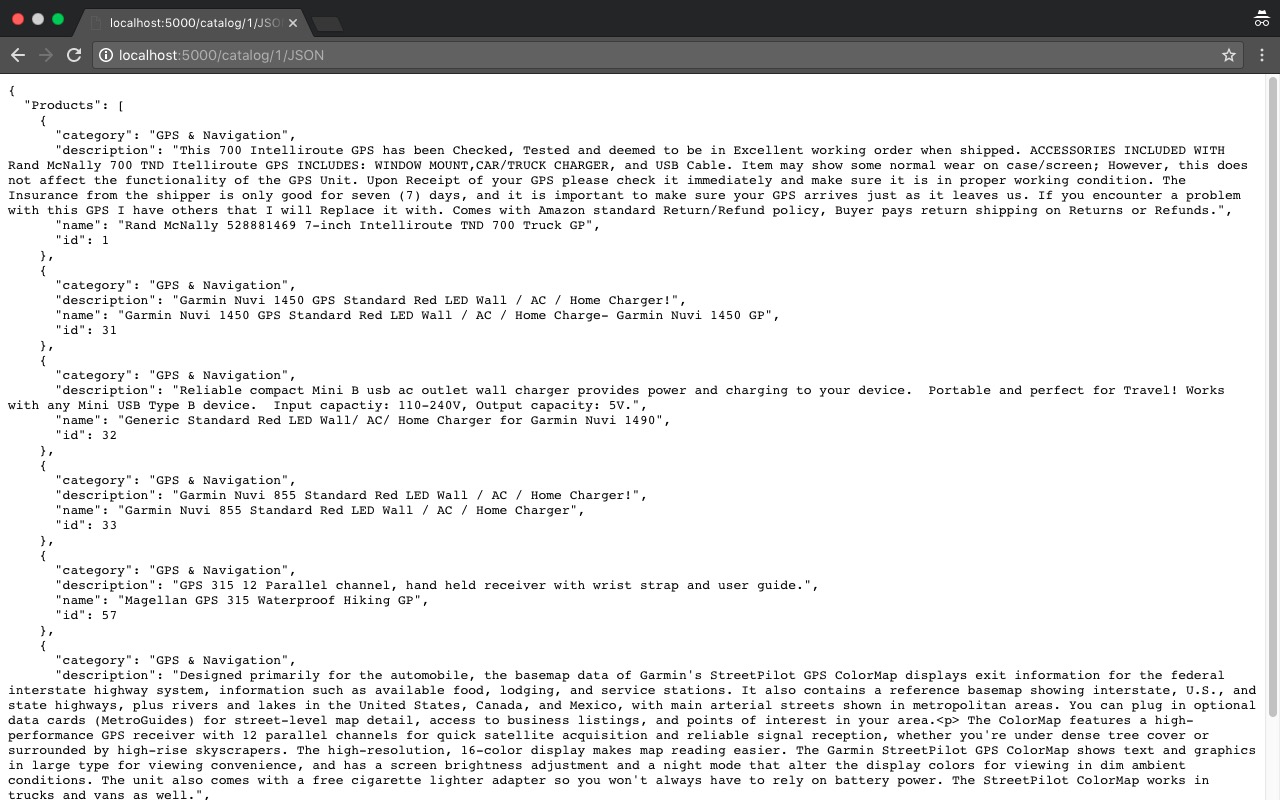 localhost:5000/catalog/1/JSO
localhost:5000/catalog/1/JSON
{
"Products": [
{
"category": "GPS & Navigation",
"description": "This 700 Intelliroute GPS has been Checked, Tested and deemed to be in Excellent working order when shipped. ACCESSORIES INCLUDED WITH
Rand McNally 700 TND Itelliroute GPS INCLUDES: WINDOW MOUNT,CAR/TRUCK CHARGER, and USB Cable. Item may show some normal wear on case/screen; However, this does
not affect the functionality of the GPS Unit. Upon Receipt of your GPS please check it immediately and make sure it is in proper working condition. The
Insurance from the shipper is only good for seven (7) days, and it is important to make sure your GPS arrives just as it leaves us. If you encounter a problem
with this GPS I have others that I will Replace it with. Comes with Amazon standard Return/Refund policy, Buyer pays return shipping on Returns or Refunds.",
"name": "Rand McNally 528881469 7-inch Intelliroute TND 700 Truck GP",
"id": 1
},
{
"category": "GPS & Navigation",
"description": "Garmin Nuvi 1450 GPS Standard Red LED Wall / AC / Home Charger!",
"name": "Garmin Nuvi 1450 GPS Standard Red LED Wall / AC / Home Charge- Garmin Nuvi 1450 GP",
"id": 31
},
{
"category": "GPS & Navigation",
"description": "Reliable compact Mini B usb ac outlet wall charger provides power and charging to your device.  Portable and perfect for Travel! Works
with any Mini USB Type B device.  Input capactiy: 110-240V, Output capacity: 5V.",
"name": "Generic Standard Red LED Wall/ AC/ Home Charger for Garmin Nuvi 1490",
"id": 32
},
{
"category": "GPS & Navigation",
"description": "Garmin Nuvi 855 Standard Red LED Wall / AC / Home Charger!",
"name": "Garmin Nuvi 855 Standard Red LED Wall / AC / Home Charger",
"id": 33
},
{
"category": "GPS & Navigation",
"description": "GPS 315 12 Parallel channel, hand held receiver with wrist strap and user guide.",
"name": "Magellan GPS 315 Waterproof Hiking GP",
"id": 57
},
{
"category": "GPS & Navigation",
"description": "Designed primarily for the automobile, the basemap data of Garmin's StreetPilot GPS ColorMap displays exit information for the federal
interstate highway system, information such as available food, lodging, and service stations. It also contains a reference basemap showing interstate, U.S., and
state highways, plus rivers and lakes in the United States, Canada, and Mexico, with main arterial streets shown in metropolitan areas. You can plug in optional
data cards (MetroGuides) for street-level map detail, access to business listings, and points of interest in your area.<p> The ColorMap features a high-
performance GPS receiver with 12 parallel channels for quick satellite acquisition and reliable signal reception, whether you're under dense tree cover or
surrounded by high-rise skyscrapers. The high-resolution, 16-color display makes map reading easier. The Garmin StreetPilot GPS ColorMap shows text and graphics
in large type for viewing convenience, and has a screen brightness adjustment and a night mode that alter the display colors for viewing in dim ambient
conditions. The unit also comes with a free cigarette lighter adapter so you won't always have to rely on battery power. The StreetPilot ColorMap works in
trucks and vans as well.",